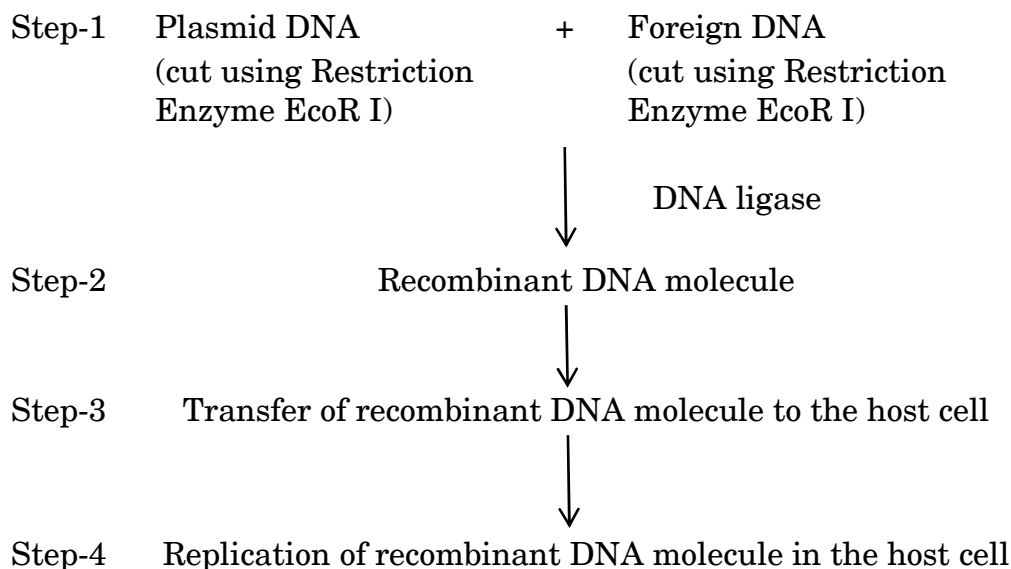 Step-1 Plasmid DNA + Foreign DNA
(cut using Restriction (cut using Restriction
Enzyme EcoR I) Enzyme EcoR I)
DNA ligase
Step-2 Recombinant DNA molecule
Step-3 Transfer of recombinant DNA molecule to the host cell
Step-4 Replication of recombinant DNA molecule in the host cell